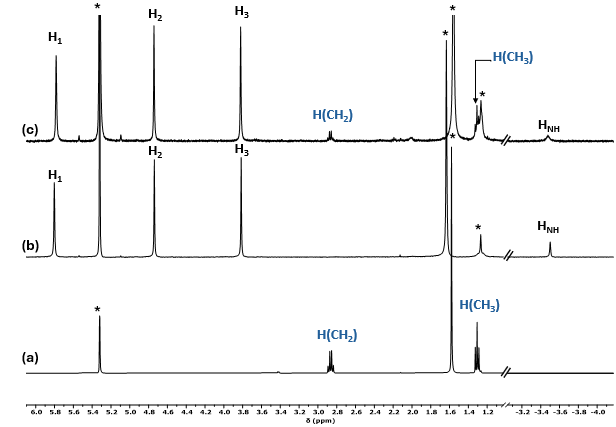 * H₃ *
H₁ H₂ * H(CH₃)
H(CH₂) * H_NH
(c)
H₁ H₂ H₃ *
(b) * H_NH
* H(CH₂) H(CH₃)
(a)
6.0 5.8 5.6 5.4 5.2 5.0 4.8 4.6 4.4 4.2 4.0 3.8 3.6 3.4 3.2 3.0 2.8 2.6 2.4 2.2 2.0 1.8 1.6 1.4 1.2 -3.2 -3.4 -3.6 -3.8 -4.0
δ (ppm)